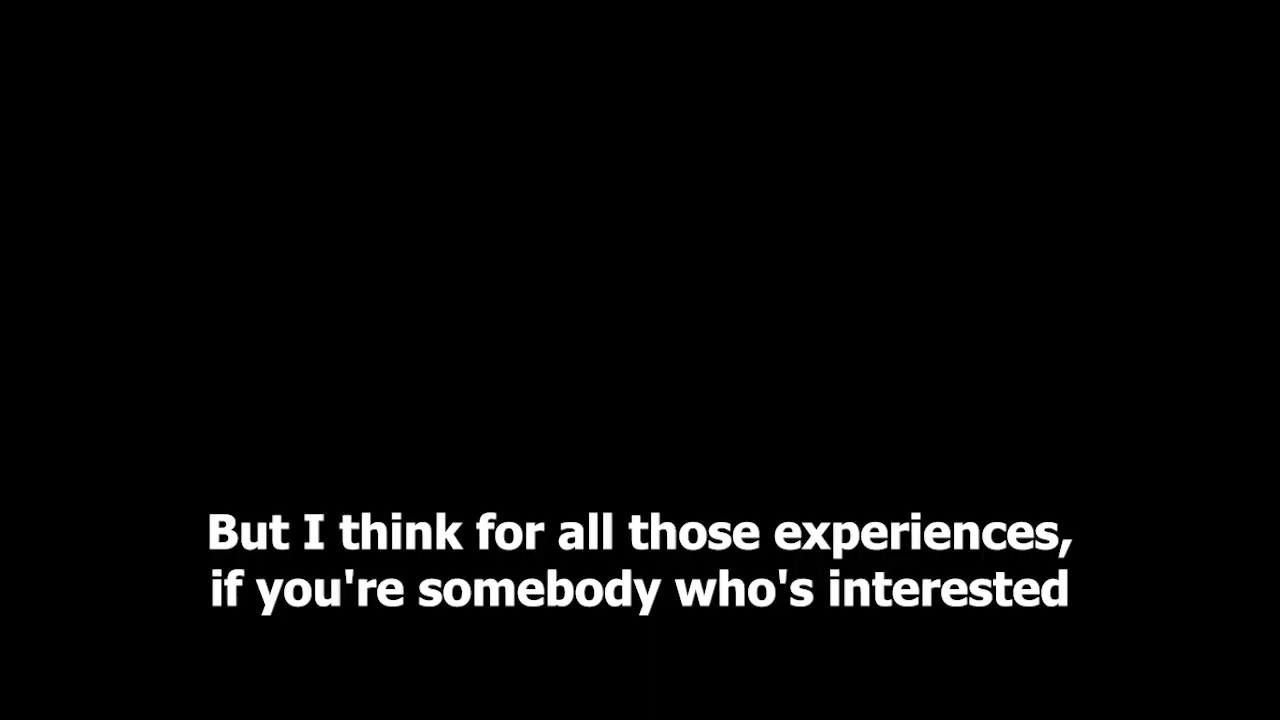 But I think for all those experiences,
if you're somebody who's interested